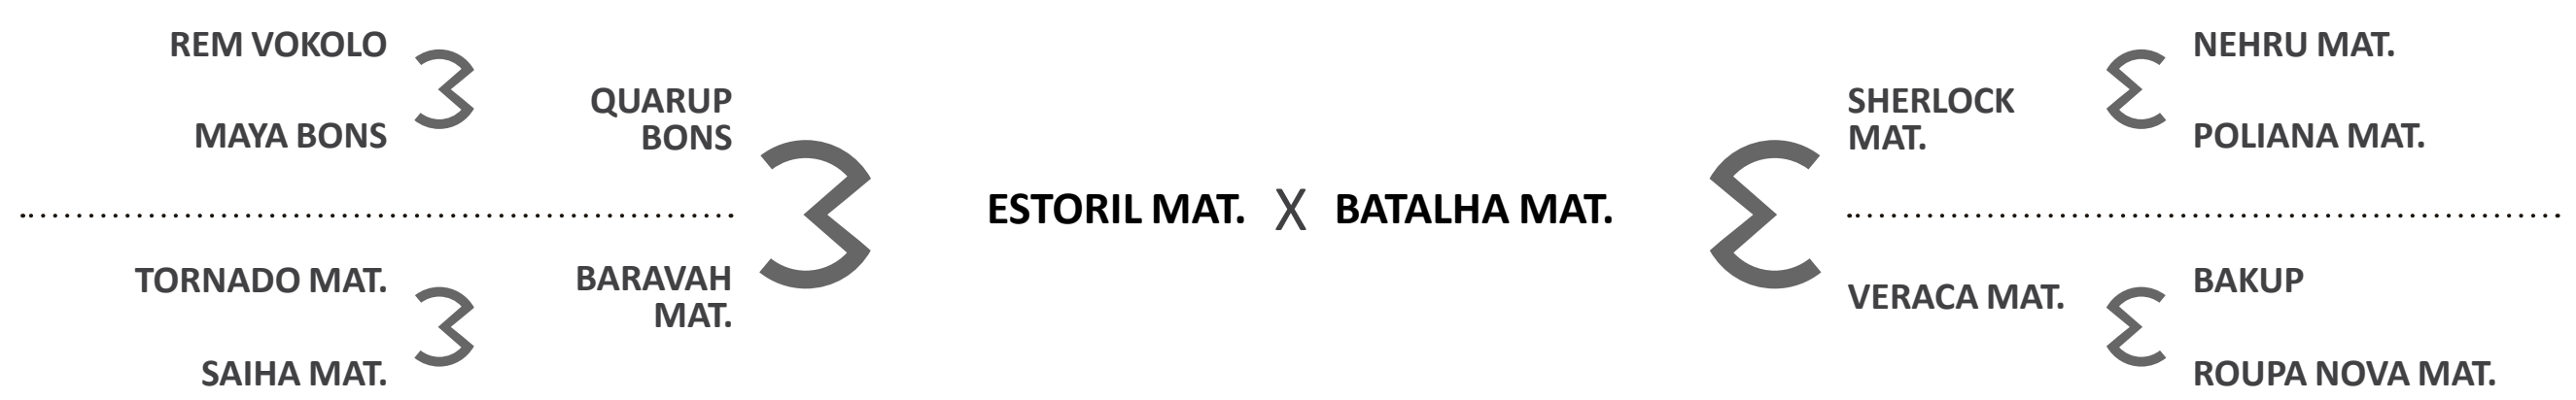 REM VOKOLO
MAYA BONS
QUARUP
BONS
TORNADO MAT.
SAIHA MAT.
BARAVAH
MAT.
ESTORIL MAT. X BATALHA MAT.
SHERLOCK
MAT.
NEHRU MAT.
POLIANA MAT.
VERACA MAT.
BAKUP
ROUPA NOVA MAT.